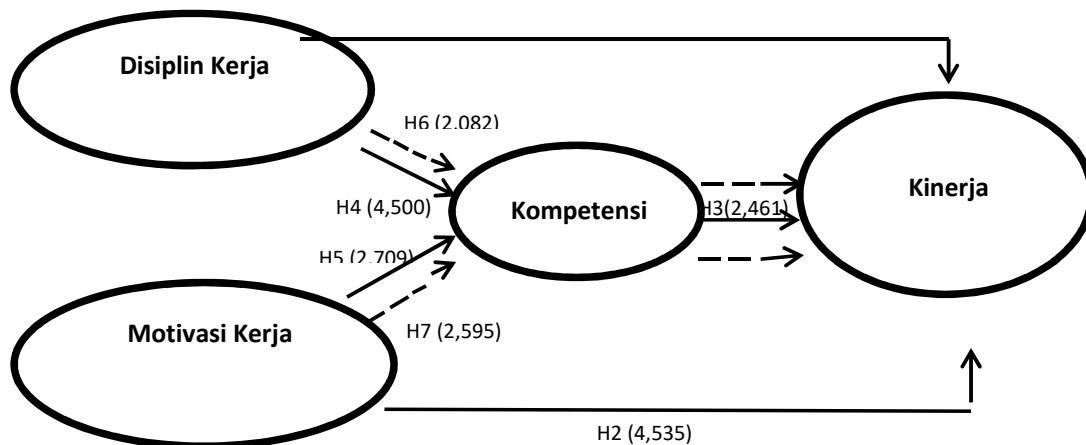 Disiplin Kerja
H6 (2.082)
Kinerja
H4 (4,500)
Kompetensi
H3(2,461)
H5 (2.709)
Motivasi Kerja
H7 (2,595)
H2 (4,535)